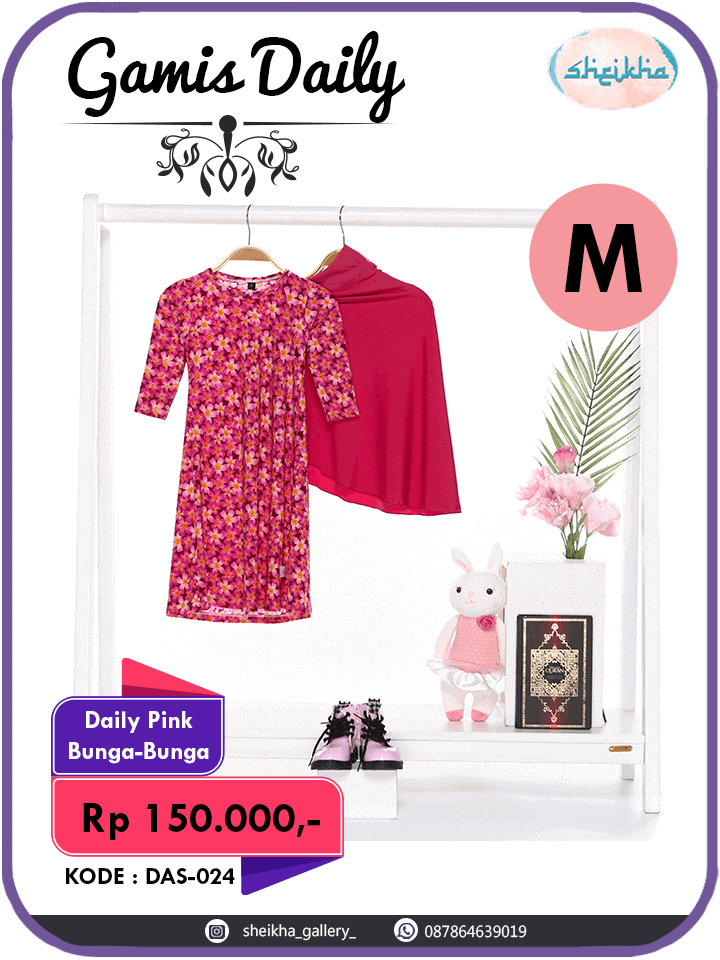 Gamis Daily
sheikha
M
Daily Pink
Bunga-Bunga
Rp 150.000,-
KODE : DAS-024
sheikha_gallery_
087864639019